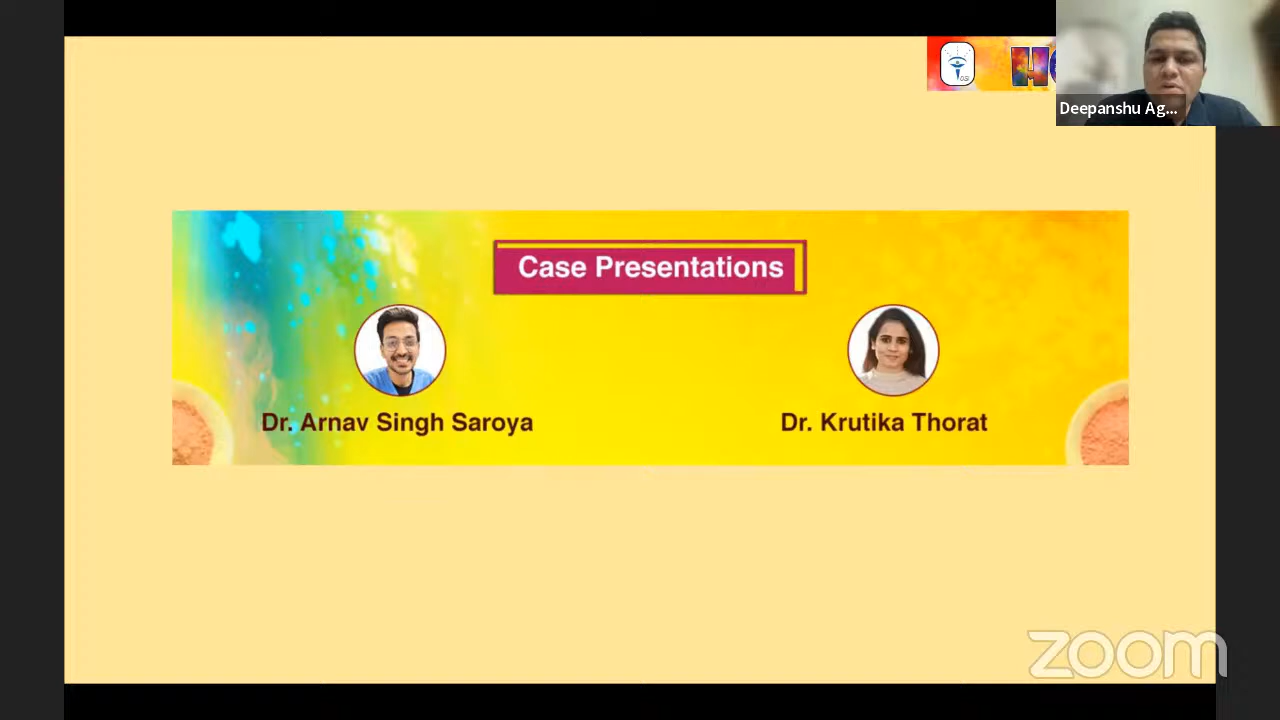 H
Deepanshu Ag...
Case Presentations
Dr. Arnav Singh Saroya
Dr. Krutika Thorat
zoom